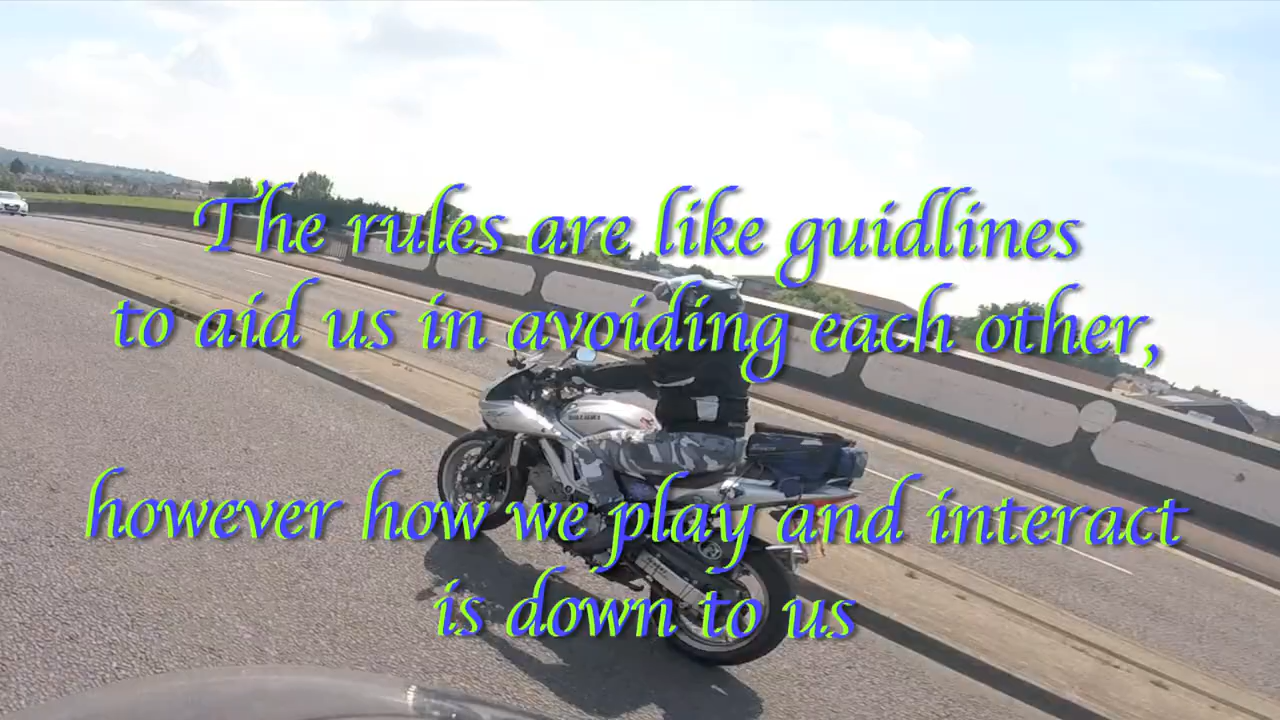 The rules are like guidlines
to aid us in avoiding each other,
however how we play and interact
is down to us
SUZUKI